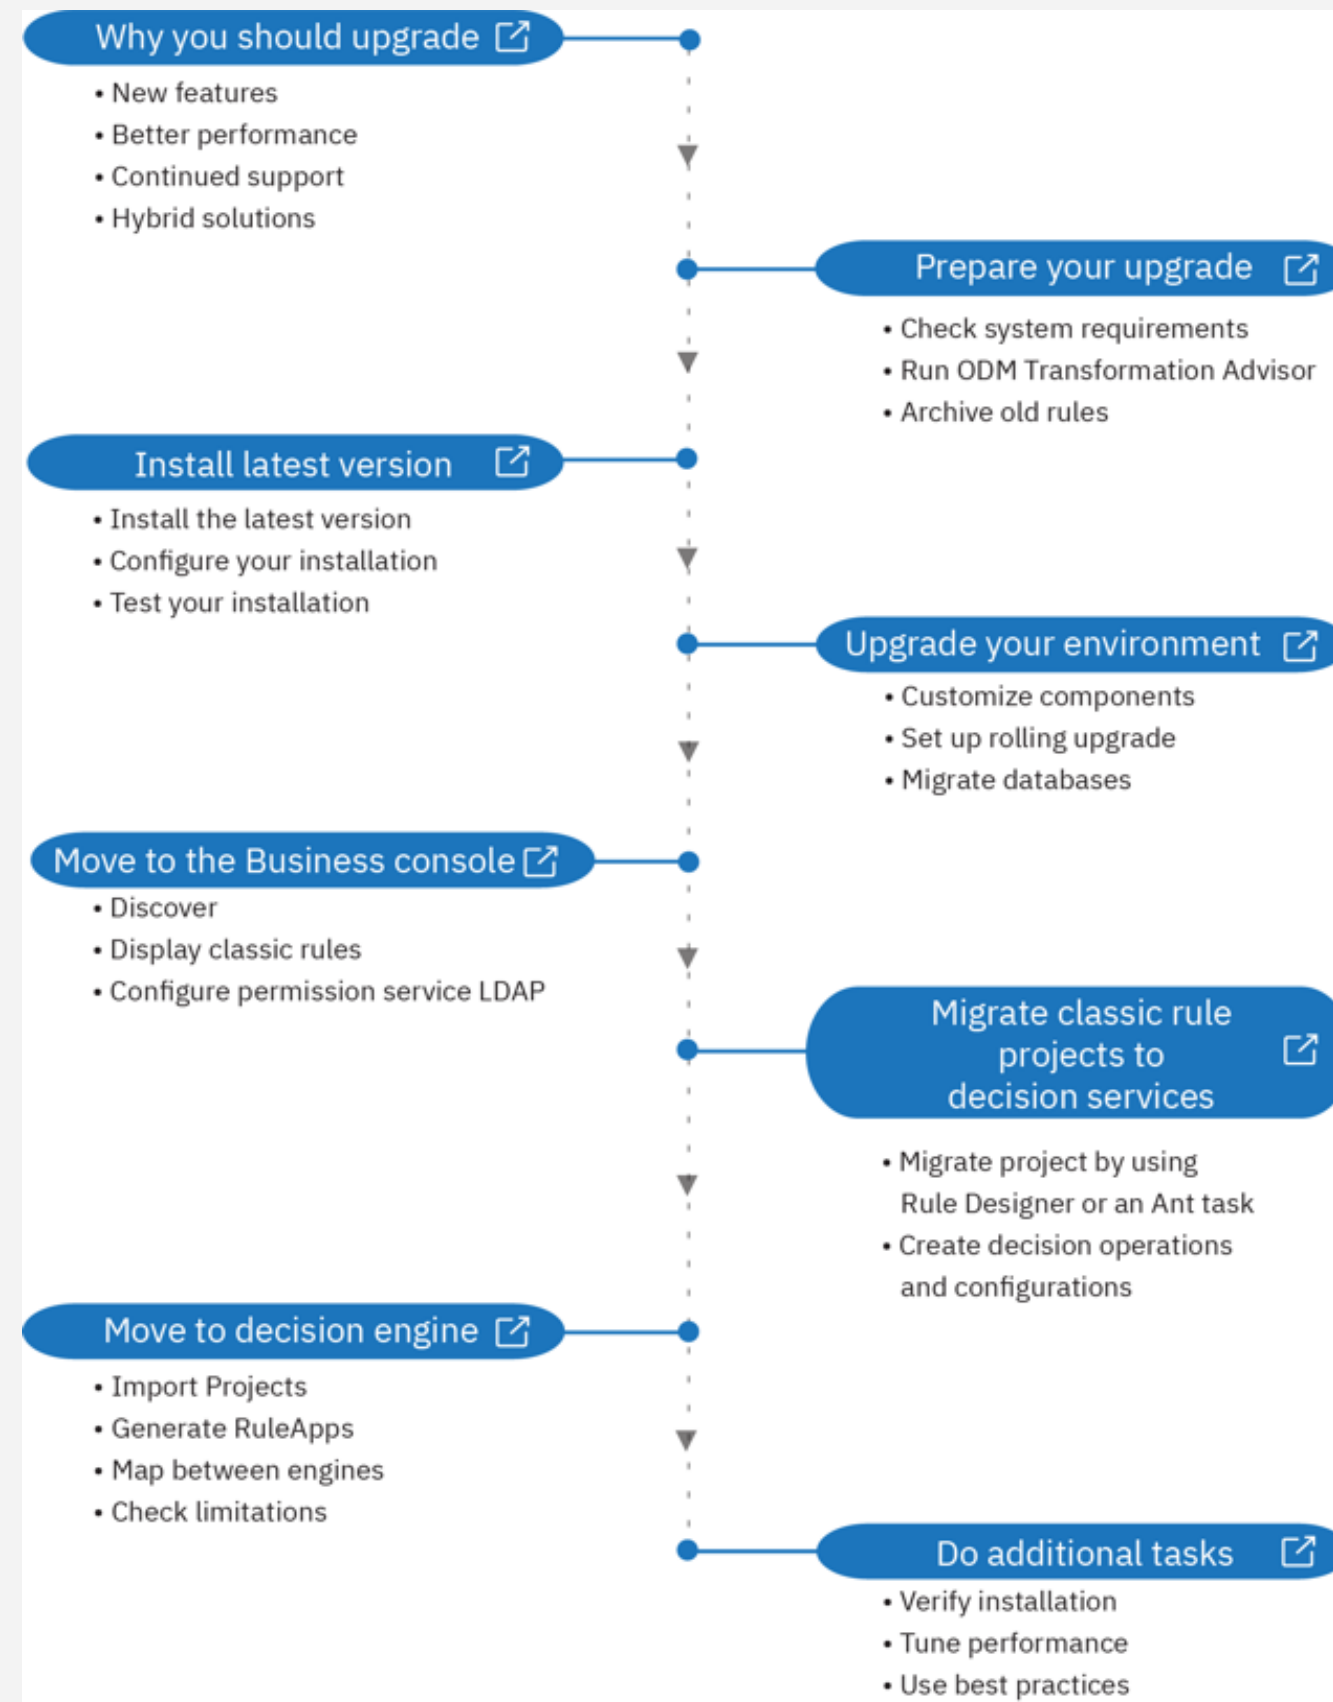 Why you should upgrade
• New features
• Better performance
• Continued support
• Hybrid solutions
Prepare your upgrade
• Check system requirements
• Run ODM Transformation Advisor
• Archive old rules
Install latest version
• Install the latest version
• Configure your installation
• Test your installation
Upgrade your environment
• Customize components
• Set up rolling upgrade
• Migrate databases
Move to the Business console
• Discover
• Display classic rules
• Configure permission service LDAP
Migrate classic rule
projects to
decision services
• Migrate project by using
Rule Designer or an Ant task
• Create decision operations
and configurations
Move to decision engine
• Import Projects
• Generate RuleApps
• Map between engines
• Check limitations
Do additional tasks
• Verify installation
• Tune performance
• Use best practices